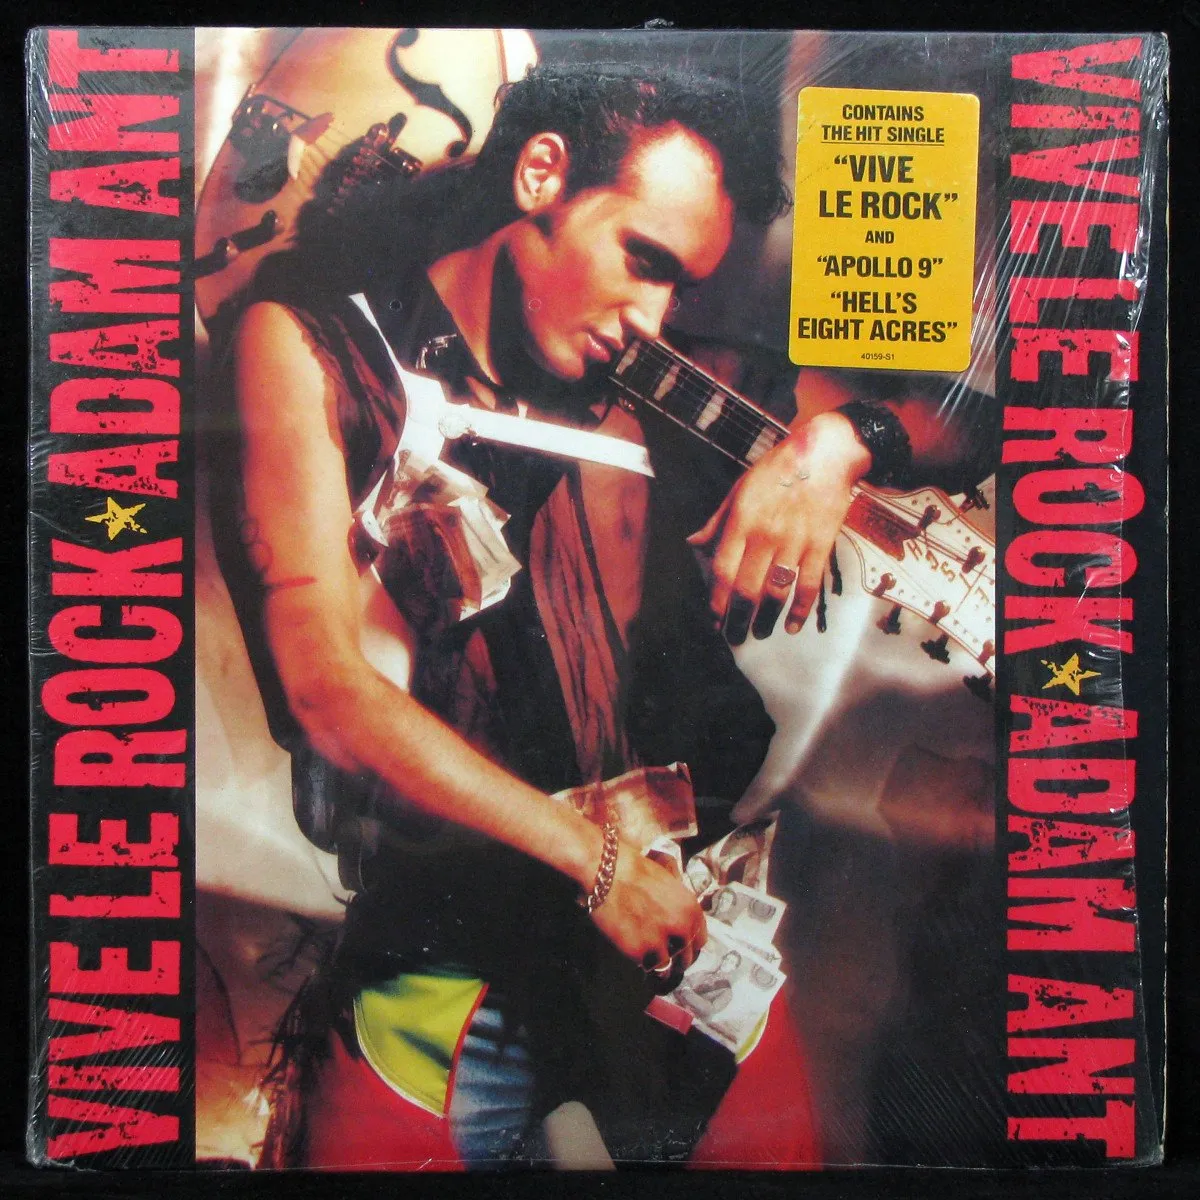 VIVE LE ROCK★ADAM ANT
CONTAINS
THE HIT SINGLE
“VIVE
LE ROCK”
AND
“APOLLO 9”
“HELL'S
EIGHT ACRES”
40159-S1
VIVE LE ROCK★ADAM ANT